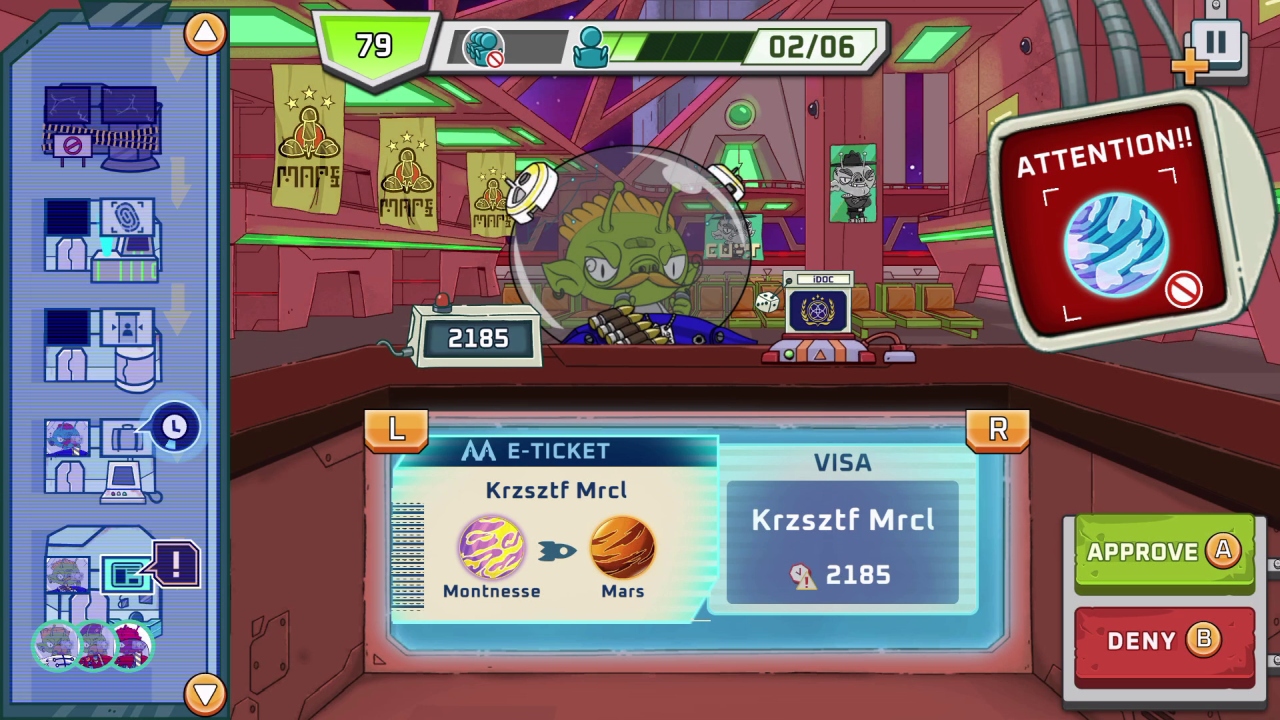 79
02/06
ATTENTION!!
MARS
MARS
MARS
iDOC
2185
L
R
E-TICKET
Krzsztf Mrcl
Montnesse
Mars
VISA
Krzsztf Mrcl
2185
!
APPROVE A
DENY B